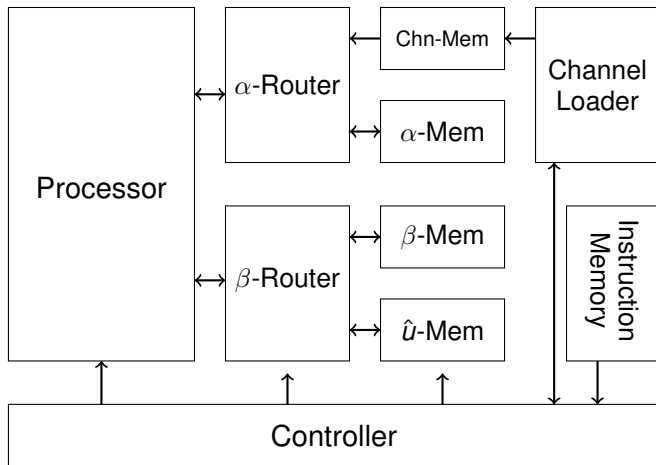 Processor
α-Router
Chn-Mem
α-Mem
Channel
Loader
β-Router
β-Mem
û-Mem
Instruction
Memory
Controller